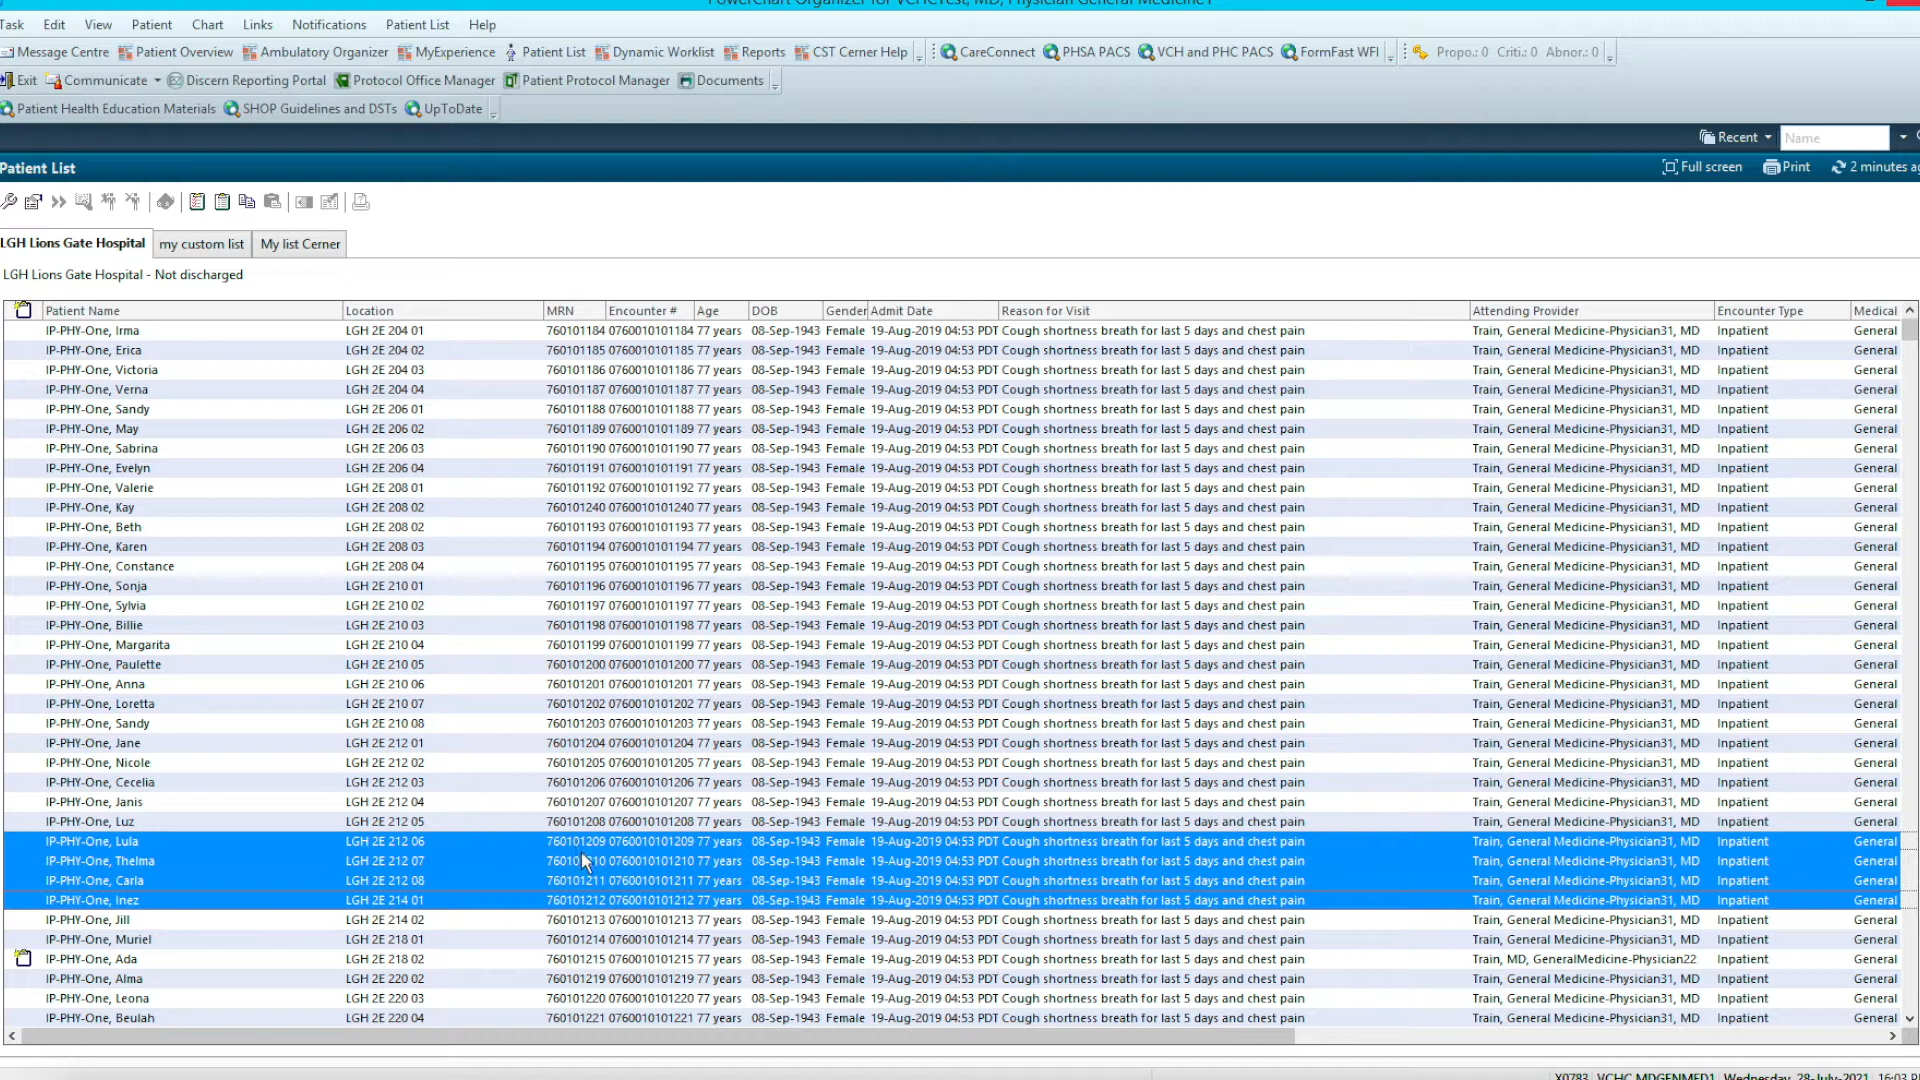 Task Edit View Patient Chart Links Notifications Patient List Help
Message Centre Patient Overview Ambulatory Organizer MyExperience Patient List Dynamic Worklist Reports CST Cerner Help CareConnect PHSA PACS VCH and PHC PACS FormFast WFI Propo.: 0 Criti.: 0 Abnor.: 0
Exit Communicate Discern Reporting Portal Protocol Office Manager Patient Protocol Manager Documents
Patient Health Education Materials SHOP Guidelines and DSTs UpToDate
Recent Name
Patient List Full screen Print 2 minutes
LGH Lions Gate Hospital my custom list My list Cerner
LGH Lions Gate Hospital - Not discharged
Patient Name Location MRN Encounter # Age DOB Gender Admit Date Reason for Visit Attending Provider Encounter Type Medical
IP-PHY-One, Irma LGH 2E 204 01 760101184 0760010101184 77 years 08-Sep-1943 Female 19-Aug-2019 04:53 PDT Cough shortness breath for last 5 days and chest pain Train, General Medicine-Physician31, MD Inpatient General
IP-PHY-One, Erica LGH 2E 204 02 760101185 0760010101185 77 years 08-Sep-1943 Female 19-Aug-2019 04:53 PDT Cough shortness breath for last 5 days and chest pain Train, General Medicine-Physician31, MD Inpatient General
IP-PHY-One, Victoria LGH 2E 204 03 760101186 0760010101186 77 years 08-Sep-1943 Female 19-Aug-2019 04:53 PDT Cough shortness breath for last 5 days and chest pain Train, General Medicine-Physician31, MD Inpatient General
IP-PHY-One, Verna LGH 2E 204 04 760101187 0760010101187 77 years 08-Sep-1943 Female 19-Aug-2019 04:53 PDT Cough shortness breath for last 5 days and chest pain Train, General Medicine-Physician31, MD Inpatient General
IP-PHY-One, Sandy LGH 2E 206 01 760101188 0760010101188 77 years 08-Sep-1943 Female 19-Aug-2019 04:53 PDT Cough shortness breath for last 5 days and chest pain Train, General Medicine-Physician31, MD Inpatient General
IP-PHY-One, May LGH 2E 206 02 760101189 0760010101189 77 years 08-Sep-1943 Female 19-Aug-2019 04:53 PDT Cough shortness breath for last 5 days and chest pain Train, General Medicine-Physician31, MD Inpatient General
IP-PHY-One, Sabrina LGH 2E 206 03 760101190 0760010101190 77 years 08-Sep-1943 Female 19-Aug-2019 04:53 PDT Cough shortness breath for last 5 days and chest pain Train, General Medicine-Physician31, MD Inpatient General
IP-PHY-One, Evelyn LGH 2E 206 04 760101191 0760010101191 77 years 08-Sep-1943 Female 19-Aug-2019 04:53 PDT Cough shortness breath for last 5 days and chest pain Train, General Medicine-Physician31, MD Inpatient General
IP-PHY-One, Valerie LGH 2E 208 01 760101192 0760010101192 77 years 08-Sep-1943 Female 19-Aug-2019 04:53 PDT Cough shortness breath for last 5 days and chest pain Train, General Medicine-Physician31, MD Inpatient General
IP-PHY-One, Kay LGH 2E 208 02 760101240 0760010101240 77 years 08-Sep-1943 Female 19-Aug-2019 04:53 PDT Cough shortness breath for last 5 days and chest pain Train, General Medicine-Physician31, MD Inpatient General
IP-PHY-One, Beth LGH 2E 208 02 760101193 0760010101193 77 years 08-Sep-1943 Female 19-Aug-2019 04:53 PDT Cough shortness breath for last 5 days and chest pain Train, General Medicine-Physician31, MD Inpatient General
IP-PHY-One, Karen LGH 2E 208 03 760101194 0760010101194 77 years 08-Sep-1943 Female 19-Aug-2019 04:53 PDT Cough shortness breath for last 5 days and chest pain Train, General Medicine-Physician31, MD Inpatient General
IP-PHY-One, Constance LGH 2E 208 04 760101195 0760010101195 77 years 08-Sep-1943 Female 19-Aug-2019 04:53 PDT Cough shortness breath for last 5 days and chest pain Train, General Medicine-Physician31, MD Inpatient General
IP-PHY-One, Sonja LGH 2E 210 01 760101196 0760010101196 77 years 08-Sep-1943 Female 19-Aug-2019 04:53 PDT Cough shortness breath for last 5 days and chest pain Train, General Medicine-Physician31, MD Inpatient General
IP-PHY-One, Sylvia LGH 2E 210 02 760101197 0760010101197 77 years 08-Sep-1943 Female 19-Aug-2019 04:53 PDT Cough shortness breath for last 5 days and chest pain Train, General Medicine-Physician31, MD Inpatient General
IP-PHY-One, Billie LGH 2E 210 03 760101198 0760010101198 77 years 08-Sep-1943 Female 19-Aug-2019 04:53 PDT Cough shortness breath for last 5 days and chest pain Train, General Medicine-Physician31, MD Inpatient General
IP-PHY-One, Margarita LGH 2E 210 04 760101199 0760010101199 77 years 08-Sep-1943 Female 19-Aug-2019 04:53 PDT Cough shortness breath for last 5 days and chest pain Train, General Medicine-Physician31, MD Inpatient General
IP-PHY-One, Paulette LGH 2E 210 05 760101200 0760010101200 77 years 08-Sep-1943 Female 19-Aug-2019 04:53 PDT Cough shortness breath for last 5 days and chest pain Train, General Medicine-Physician31, MD Inpatient General
IP-PHY-One, Anna LGH 2E 210 06 760101201 0760010101201 77 years 08-Sep-1943 Female 19-Aug-2019 04:53 PDT Cough shortness breath for last 5 days and chest pain Train, General Medicine-Physician31, MD Inpatient General
IP-PHY-One, Loretta LGH 2E 210 07 760101202 0760010101202 77 years 08-Sep-1943 Female 19-Aug-2019 04:53 PDT Cough shortness breath for last 5 days and chest pain Train, General Medicine-Physician31, MD Inpatient General
IP-PHY-One, Sandy LGH 2E 210 08 760101203 0760010101203 77 years 08-Sep-1943 Female 19-Aug-2019 04:53 PDT Cough shortness breath for last 5 days and chest pain Train, General Medicine-Physician31, MD Inpatient General
IP-PHY-One, Jane LGH 2E 212 01 760101204 0760010101204 77 years 08-Sep-1943 Female 19-Aug-2019 04:53 PDT Cough shortness breath for last 5 days and chest pain Train, General Medicine-Physician31, MD Inpatient General
IP-PHY-One, Nicole LGH 2E 212 02 760101205 0760010101205 77 years 08-Sep-1943 Female 19-Aug-2019 04:53 PDT Cough shortness breath for last 5 days and chest pain Train, General Medicine-Physician31, MD Inpatient General
IP-PHY-One, Cecelia LGH 2E 212 03 760101206 0760010101206 77 years 08-Sep-1943 Female 19-Aug-2019 04:53 PDT Cough shortness breath for last 5 days and chest pain Train, General Medicine-Physician31, MD Inpatient General
IP-PHY-One, Janis LGH 2E 212 04 760101207 0760010101207 77 years 08-Sep-1943 Female 19-Aug-2019 04:53 PDT Cough shortness breath for last 5 days and chest pain Train, General Medicine-Physician31, MD Inpatient General
IP-PHY-One, Luz LGH 2E 212 05 760101208 0760010101208 77 years 08-Sep-1943 Female 19-Aug-2019 04:53 PDT Cough shortness breath for last 5 days and chest pain Train, General Medicine-Physician31, MD Inpatient General
IP-PHY-One, Lula LGH 2E 212 06 760101209 0760010101209 77 years 08-Sep-1943 Female 19-Aug-2019 04:53 PDT Cough shortness breath for last 5 days and chest pain Train, General Medicine-Physician31, MD Inpatient General
IP-PHY-One, Thelma LGH 2E 212 07 0760010101210 77 years 08-Sep-1943 Female 19-Aug-2019 04:53 PDT Cough shortness breath for last 5 days and chest pain Train, General Medicine-Physician31, MD Inpatient General
IP-PHY-One, Carla LGH 2E 212 08 760101211 0760010101211 77 years 08-Sep-1943 Female 19-Aug-2019 04:53 PDT Cough shortness breath for last 5 days and chest pain Train, General Medicine-Physician31, MD Inpatient General
IP-PHY-One, Inez LGH 2E 214 01 760101212 0760010101212 77 years 08-Sep-1943 Female 19-Aug-2019 04:53 PDT Cough shortness breath for last 5 days and chest pain Train, General Medicine-Physician31, MD Inpatient General
IP-PHY-One, Jill LGH 2E 214 02 760101213 0760010101213 77 years 08-Sep-1943 Female 19-Aug-2019 04:53 PDT Cough shortness breath for last 5 days and chest pain Train, General Medicine-Physician31, MD Inpatient General
IP-PHY-One, Muriel LGH 2E 218 01 760101214 0760010101214 77 years 08-Sep-1943 Female 19-Aug-2019 04:53 PDT Cough shortness breath for last 5 days and chest pain Train, General Medicine-Physician31, MD Inpatient General
IP-PHY-One, Ada LGH 2E 218 02 760101215 0760010101215 77 years 08-Sep-1943 Female 19-Aug-2019 04:53 PDT Cough shortness breath for last 5 days and chest pain Train, MD, GeneralMedicine-Physician22 Inpatient General
IP-PHY-One, Alma LGH 2E 220 02 760101219 0760010101219 77 years 08-Sep-1943 Female 19-Aug-2019 04:53 PDT Cough shortness breath for last 5 days and chest pain Train, General Medicine-Physician31, MD Inpatient General
IP-PHY-One, Leona LGH 2E 220 03 760101220 0760010101220 77 years 08-Sep-1943 Female 19-Aug-2019 04:53 PDT Cough shortness breath for last 5 days and chest pain Train, General Medicine-Physician31, MD Inpatient General
IP-PHY-One, Beulah LGH 2E 220 04 760101221 0760010101221 77 years 08-Sep-1943 Female 19-Aug-2019 04:53 PDT Cough shortness breath for last 5 days and chest pain Train, General Medicine-Physician31, MD Inpatient General
X0783 VCHC.MDGENMED1 Wednesday, 28-July-2021 16:03